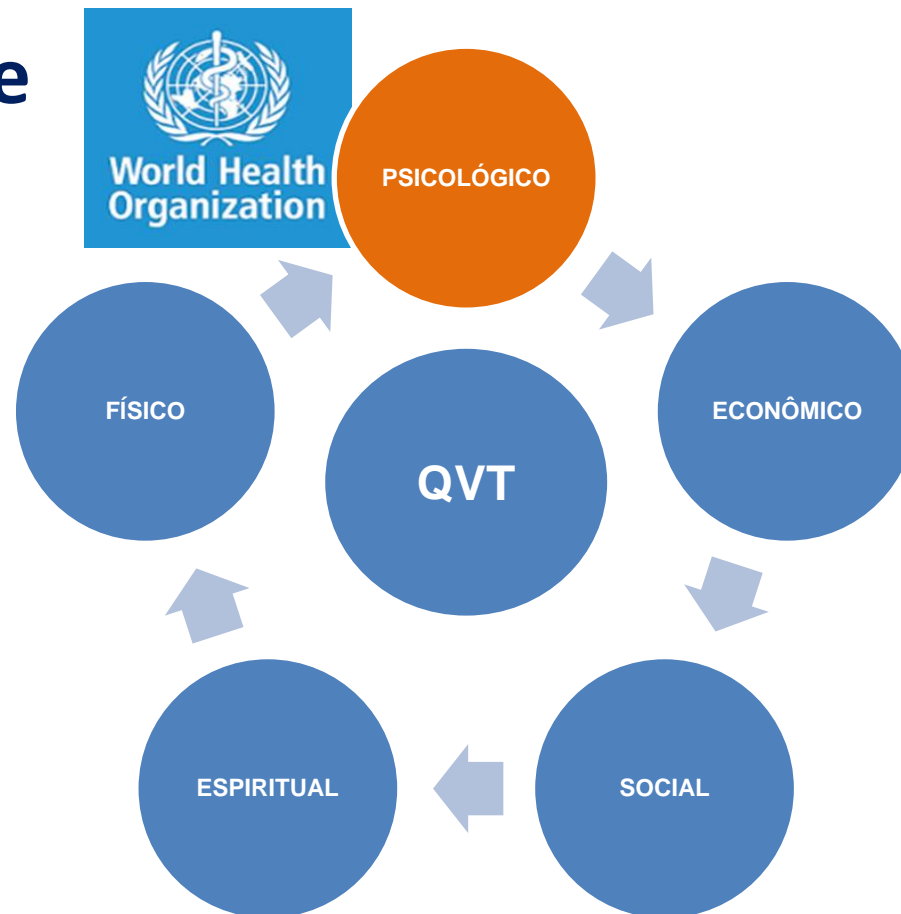 e
World Health
Organization
PSICOLÓGICO
FÍSICO
ECONÔMICO
QVT
ESPIRITUAL
SOCIAL